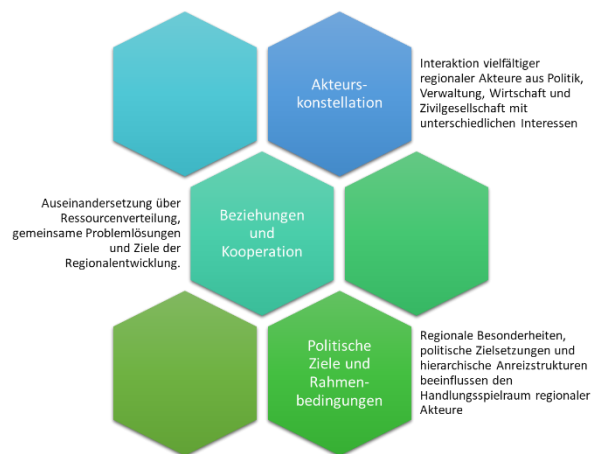 Akteurs-
konstellation
Interaktion vielfältiger
regionaler Akteure aus Politik,
Verwaltung, Wirtschaft und
Zivilgesellschaft mit
unterschiedlichen Interessen
Auseinandersetzung über
Ressourcenverteilung,
gemeinsame Problemlösungen
und Ziele der
Regionalentwicklung.
Beziehungen
und
Kooperation
Politische
Ziele und
Rahmen-
bedingungen
Regionale Besonderheiten,
politische Zielsetzungen und
hierarchische Anreizstrukturen
beeinflussen den
Handlungsspielraum regionaler
Akteure